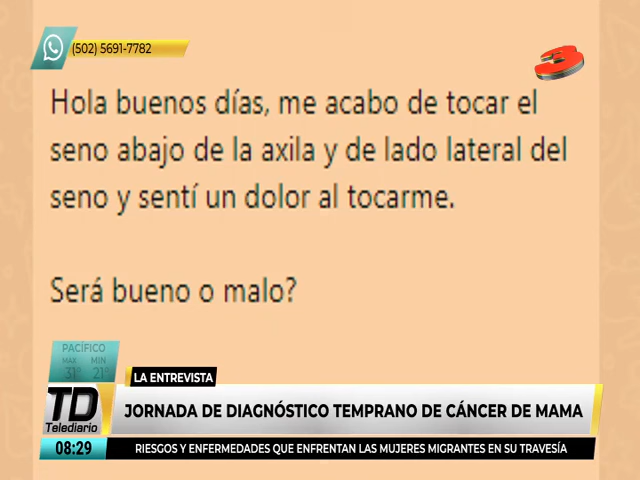 (502) 5691-7782
3
Hola buenos días, me acabo de tocar el
seno abajo de la axila y de lado lateral del
seno y sentí un dolor al tocarme.
Será bueno o malo?
PACÍFICO
MAX MIN
31° 21°
LA ENTREVISTA
TD
Telediario
JORNADA DE DIAGNÓSTICO TEMPRANO DE CÁNCER DE MAMA
08:29
RIESGOS Y ENFERMEDADES QUE ENFRENTAN LAS MUJERES MIGRANTES EN SU TRAVESÍA